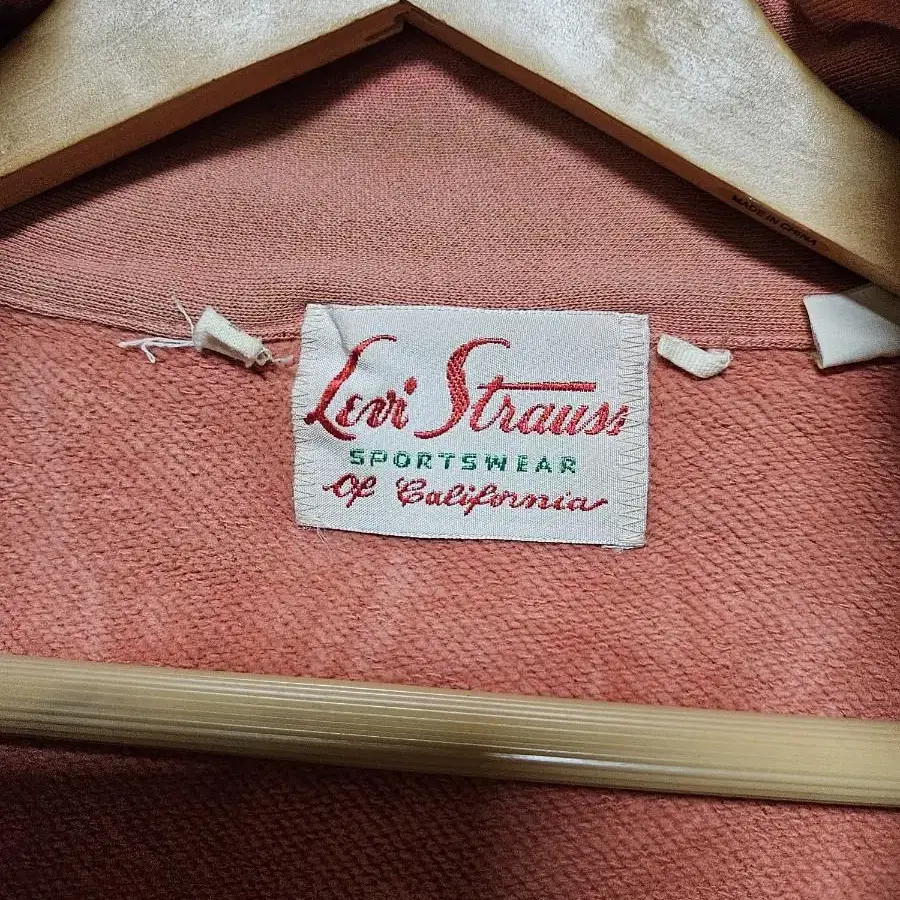 MADE IN CHINA
Levi Strauss
SPORTSWEAR
Of California